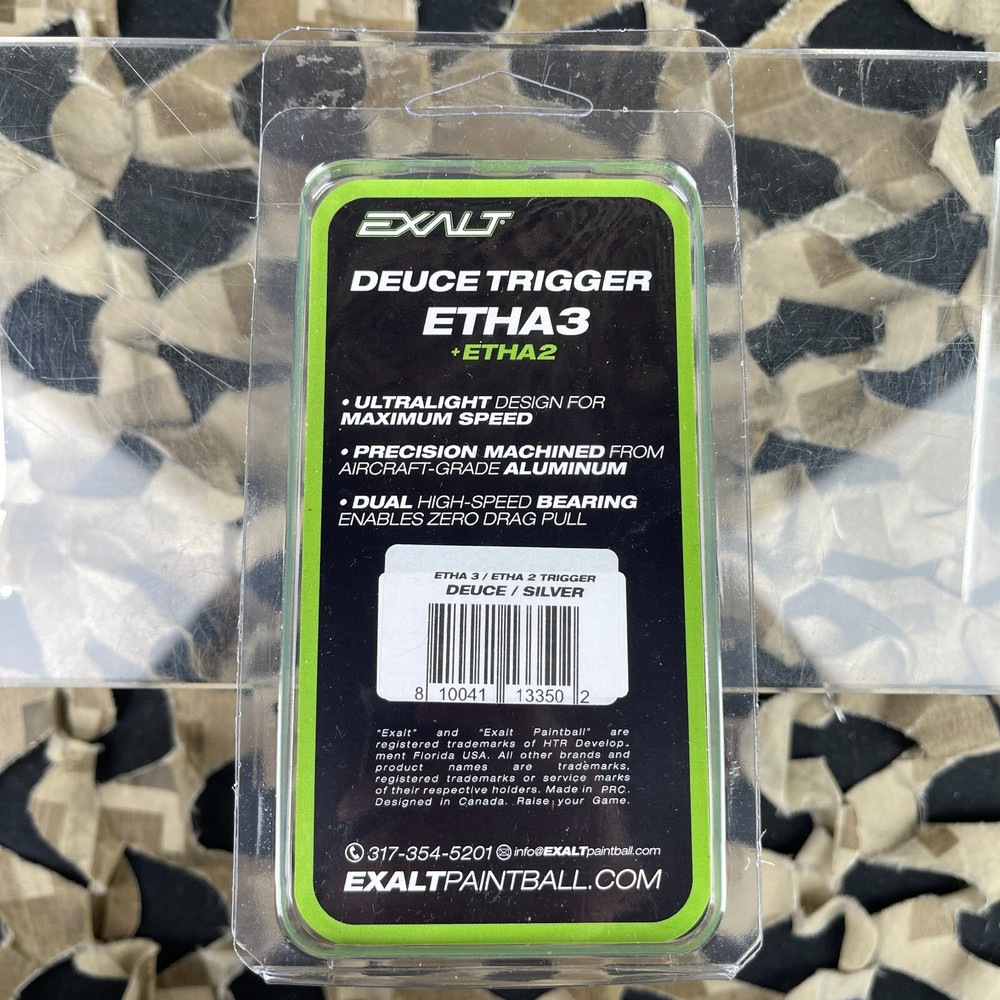 EXALT
DEUCE TRIGGER
ETHA3
+ETHA2
• ULTRALIGHT DESIGN FOR
MAXIMUM SPEED
• PRECISION MACHINED FROM
AIRCRAFT-GRADE ALUMINUM
• DUAL HIGH-SPEED BEARING
ENABLES ZERO DRAG PULL
ETHA 3 / ETHA 2 TRIGGER
DEUCE / SILVER
8 10041 13350 2
"Exalt" and "Exalt Paintball" are
registered trademarks of HTR Develop-
ment Florida USA. All other brands and
product names are trademarks,
registered trademarks or service marks
of their respective holders. Made in PRC.
Designed in Canada. Raise your Game.
317-354-5201 info@EXALTpaintball.com
EXALTPAINTBALL.COM